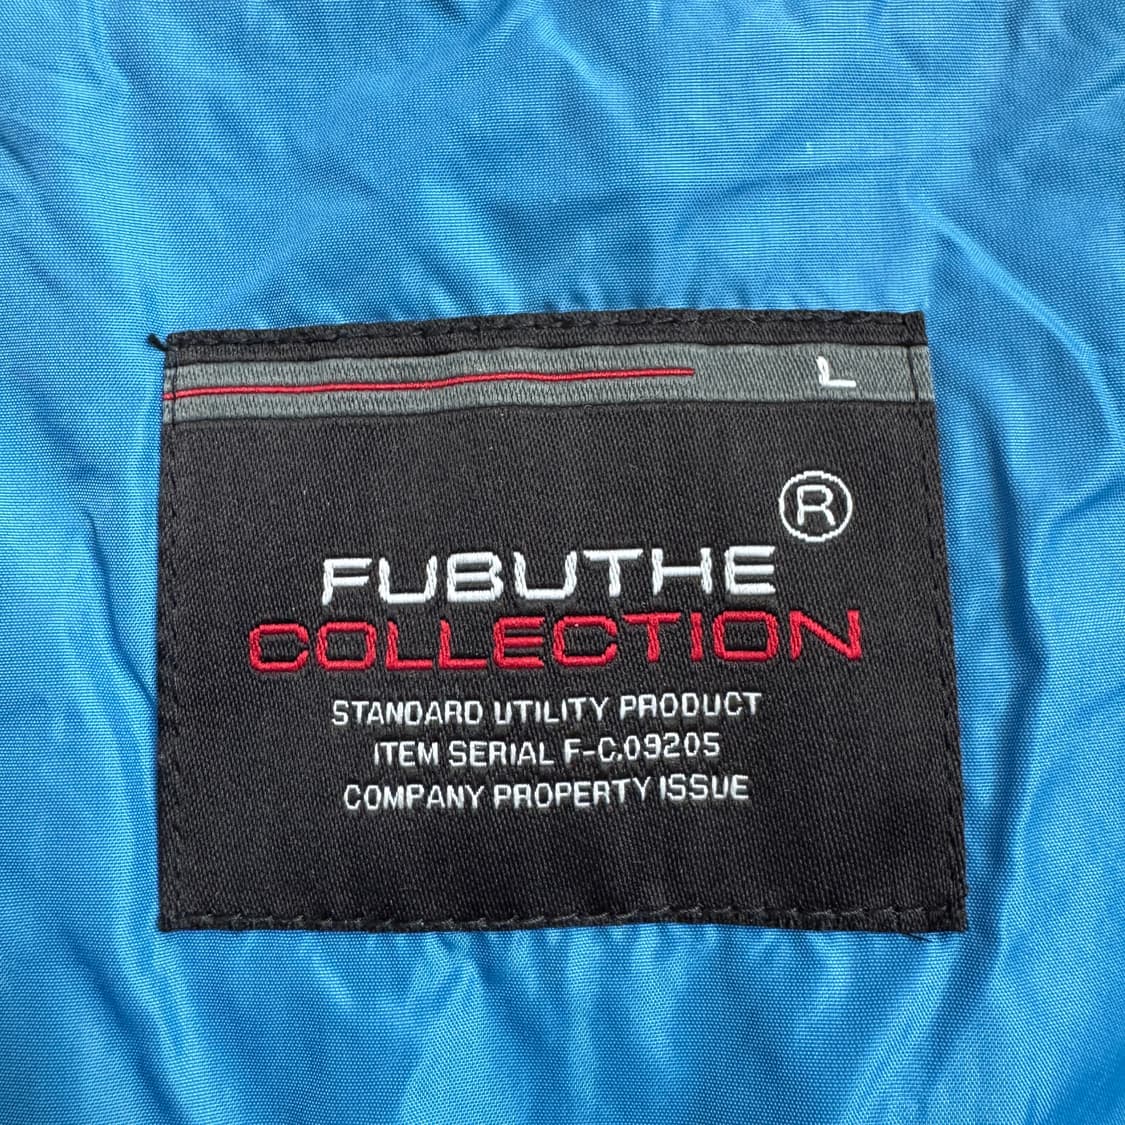 L
®
FUBUTHE
COLLECTION
STANDARD UTILITY PRODUCT
ITEM SERIAL F-C.09205
COMPANY PROPERTY ISSUE